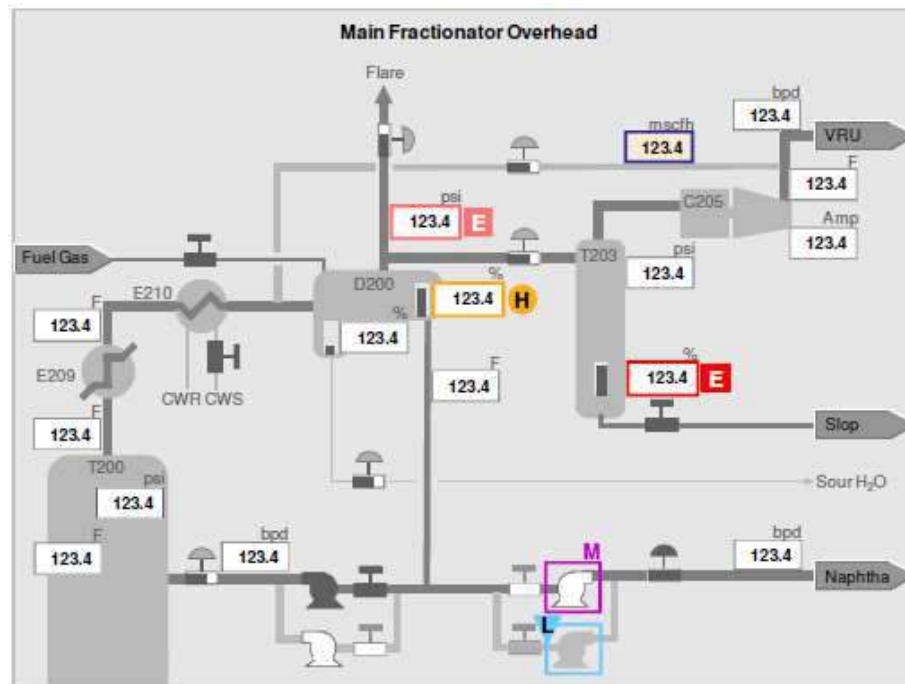 Main Fractionator Overhead
Flare
bpd
123.4
VRU
mscfh
123.4
F
123.4
C205
Amp
123.4
psi
123.4 E
T203
psi
123.4
Fuel Gas
D200
%
123.4 H
E210
%
123.4
F
123.4
E209
CWR CWS
F
123.4
%
123.4 E
F
123.4
Slop
T200
psi
123.4
Sour H₂O
F
123.4
bpd
123.4
M
bpd
123.4
Naphtha
L